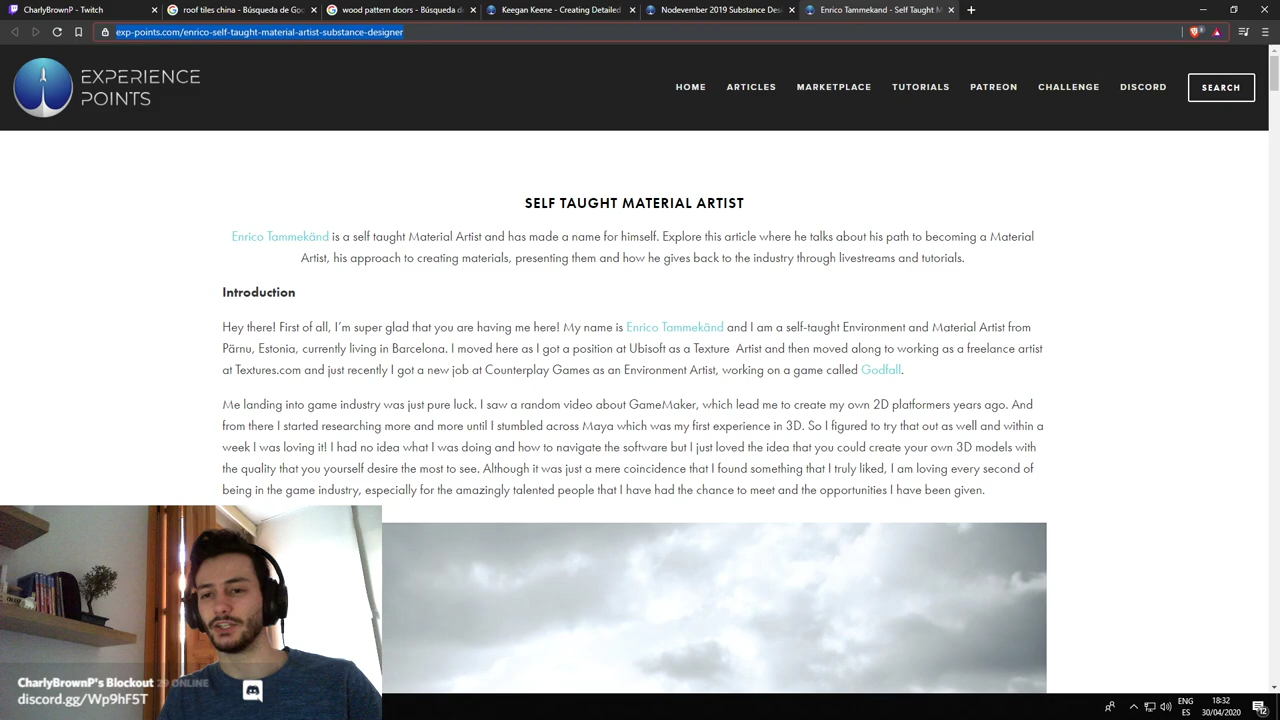 CharlyBrownP - Twitch
roof tiles china - Búsqueda de Go
wood pattern doors - Búsqueda de
Keegan Keene - Creating Detailed
Nodevember 2019 Substance Des
Enrico Tammekand - Self Taught M
exp-points.com/enrico-self-taught-material-artist-substance-designer
EXPERIENCE
POINTS
HOME
ARTICLES
MARKETPLACE
TUTORIALS
PATREON
CHALLENGE
DISCORD
SEARCH
SELF TAUGHT MATERIAL ARTIST
Enrico Tammekänd is a self taught Material Artist and has made a name for himself. Explore this article where he talks about his path to becoming a Material
Artist, his approach to creating materials, presenting them and how he gives back to the industry through livestreams and tutorials.
Introduction
Hey there! First of all, I'm super glad that you are having me here! My name is Enrico Tammekänd and I am a self-taught Environment and Material Artist from
Pärnu, Estonia, currently living in Barcelona. I moved here as I got a position at Ubisoft as a Texture Artist and then moved along to working as a freelance artist
at Textures.com and just recently I got a new job at Counterplay Games as an Environment Artist, working on a game called Godfall.
Me landing into game industry was just pure luck. I saw a random video about GameMaker, which lead me to create my own 2D platformers years ago. And
from there I started researching more and more until I stumbled across Maya which was my first experience in 3D. So I figured to try that out as well and within a
week I was loving it! I had no idea what I was doing and how to navigate the software but I just loved the idea that you could create your own 3D models with
the quality that you yourself desire the most to see. Although it was just a mere coincidence that I found something that I truly liked, I am loving every second of
being in the game industry, especially for the amazingly talented people that I have had the chance to meet and the opportunities I have been given.
CharlyBrownP's Blockout 29 ONLINE
discord.gg/Wp9hF5T
ENG
ES
18:32
30/04/2020
12